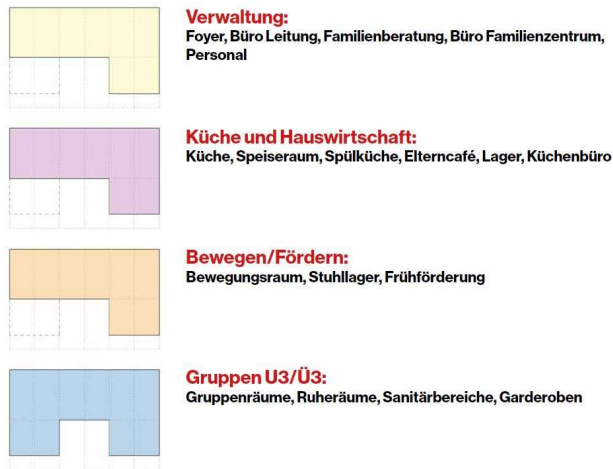 Verwaltung:
Foyer, Büro Leitung, Familienberatung, Büro Familienzentrum,
Personal
Küche und Hauswirtschaft:
Küche, Speiseraum, Spülküche, Elterncafé, Lager, Küchenbüro
Bewegen/Fördern:
Bewegungsraum, Stuhllager, Frühförderung
Gruppen U3/Ü3:
Gruppenräume, Ruheräume, Sanitärbereiche, Garderoben